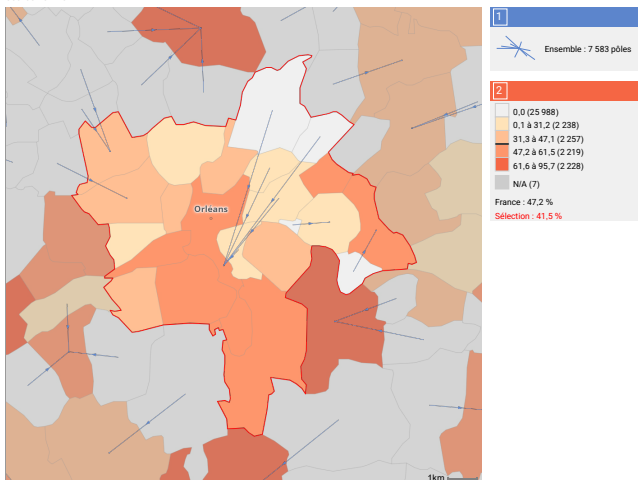 Orléans
1km
1
Ensemble : 7 583 pôles
2
0,0 (25 988)
0,1 à 31,2 (2 238)
31,3 à 47,1 (2 257)
47,2 à 61,5 (2 219)
61,6 à 95,7 (2 228)
N/A (7)
France : 47,2 %
Sélection : 41,5 %